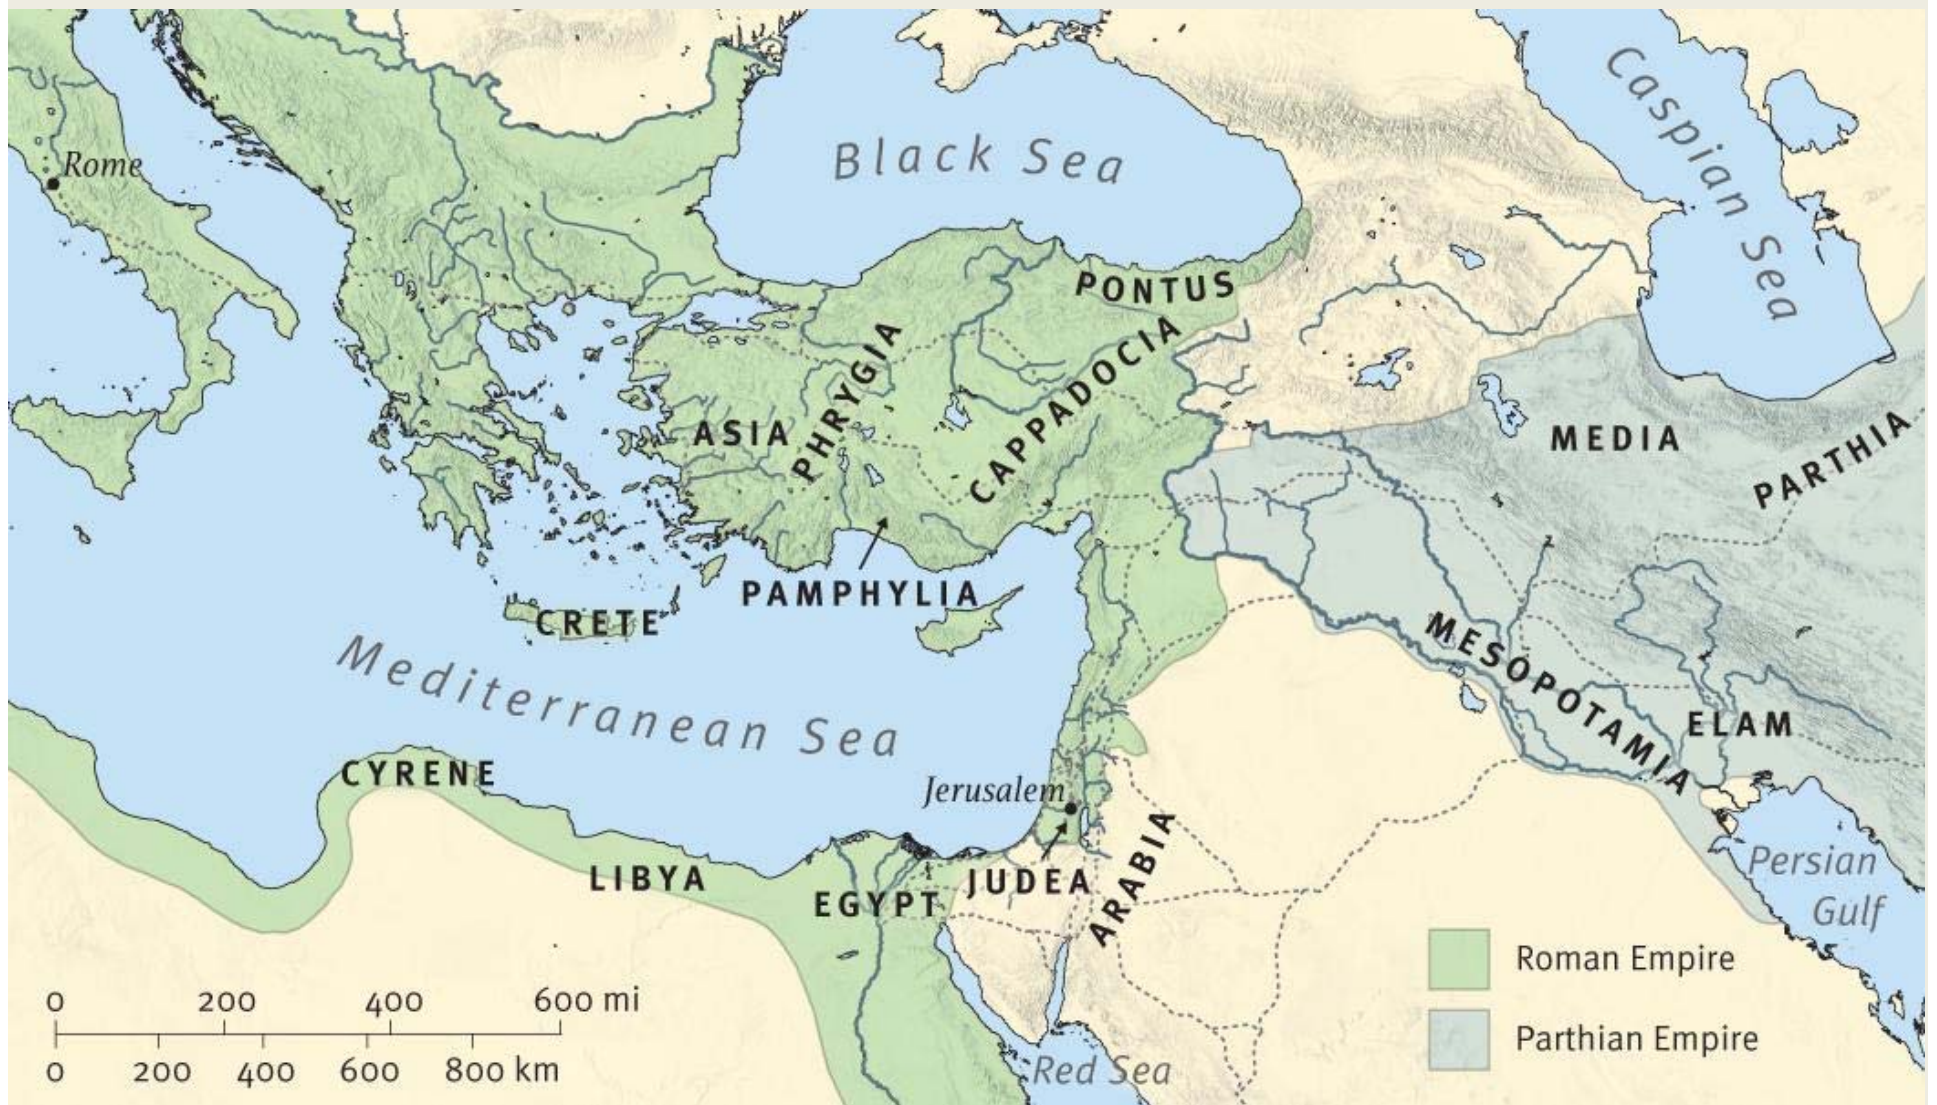 Caspian Sea
Black Sea
Rome
PONTUS
PHRYGIA
CAPPADOCIA
ASIA
MEDIA
PARTHIA
PAMPHYLIA
CRETE
MESOPOTAMIA
Mediterranean Sea
ELAM
CYRENE
Jerusalem
ARABIA
LIBYA
EGYPT
JUDEA
Persian
Gulf
Roman Empire
0 200 400 600 mi
Parthian Empire
0 200 400 600 800 km
Red Sea